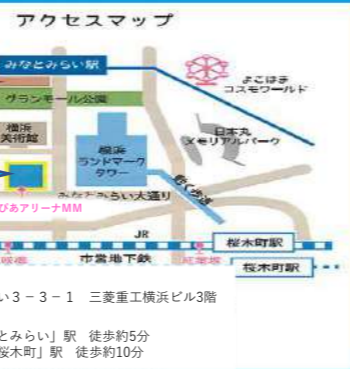 アクセスマップ
みなとみらい駅
よこはま
コスモワールド
グランモール公園
横浜
美術館
日本丸
メモリアルパーク
横浜
ランドマーク
タワー
動く歩道
みなとみらい大通り
ぴあアリーナMM
JR
桜木町駅
市営地下鉄
桜木町駅
い３－３－１ 三菱重工横浜ビル3階
とみらい」駅 徒歩約5分
桜木町」駅 徒歩約10分